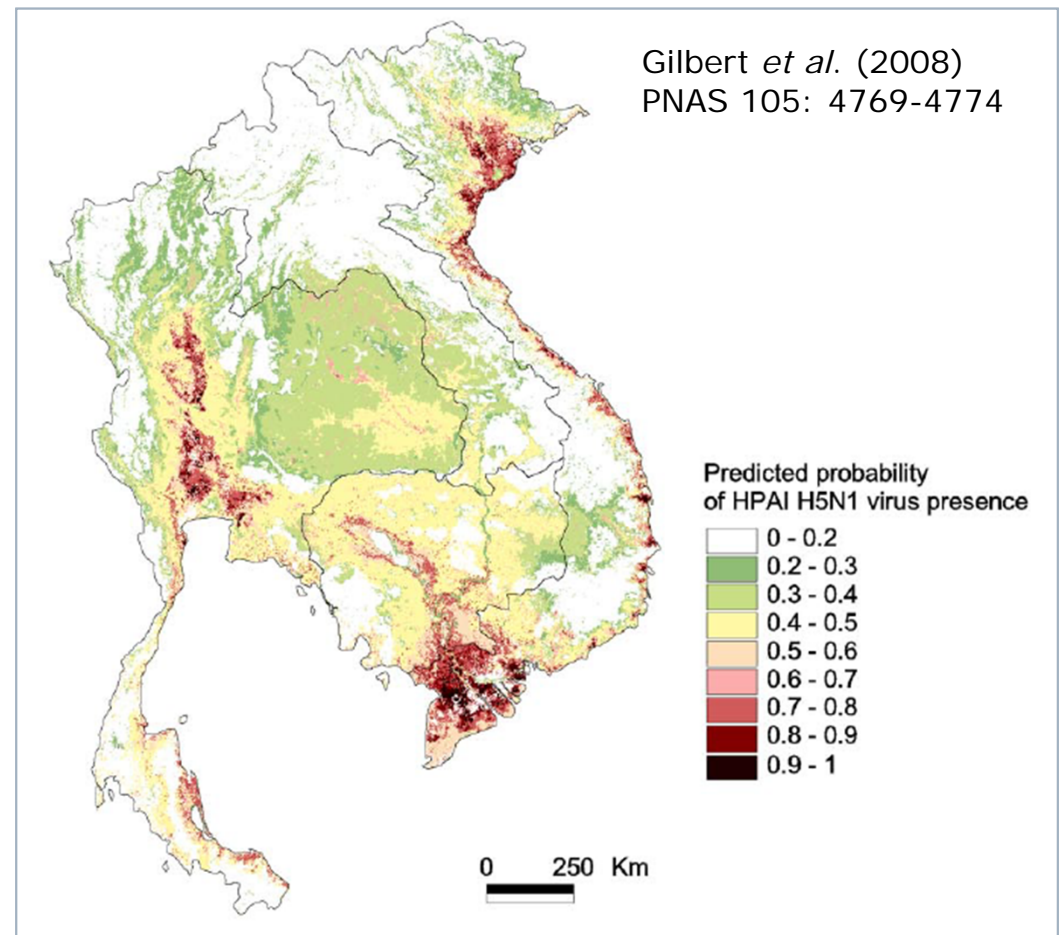 Gilbert et al. (2008)
PNAS 105: 4769-4774
Predicted probability
of HPAI H5N1 virus presence
0 - 0.2
0.2 - 0.3
0.3 - 0.4
0.4 - 0.5
0.5 - 0.6
0.6 - 0.7
0.7 - 0.8
0.8 - 0.9
0.9 - 1
0 250 Km